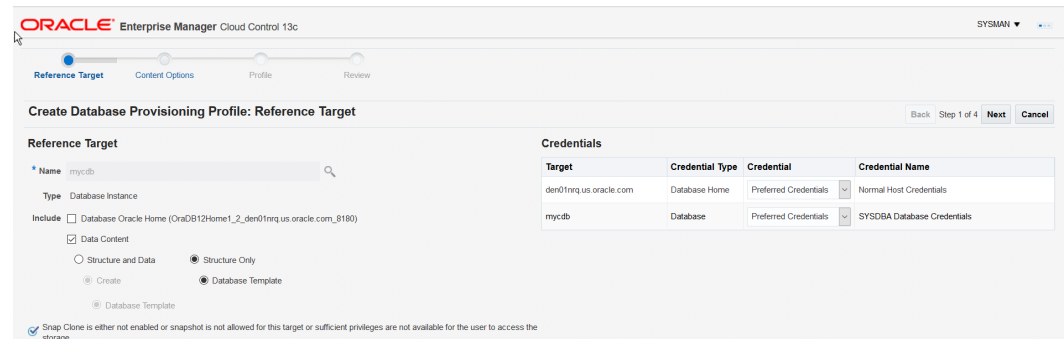 ORACLE Enterprise Manager Cloud Control 13c
SYSMAN
Reference Target Content Options Profile Review
Create Database Provisioning Profile: Reference Target
Back Step 1 of 4 Next Cancel
Reference Target
* Name mycdb
Type Database Instance
Include Database Oracle Home (OraDB12Home1_2_den01nrq.us.oracle.com_8180)
Data Content
Structure and Data Structure Only
Create Database Template
Database Template
Snap Clone is either not enabled or snapshot is not allowed for this target or sufficient privileges are not available for the user to access the
storage
Credentials
Target Credential Type Credential Credential Name
den01nrq.us.oracle.com Database Home Preferred Credentials Normal Host Credentials
mycdb Database Preferred Credentials SYSDBA Database Credentials